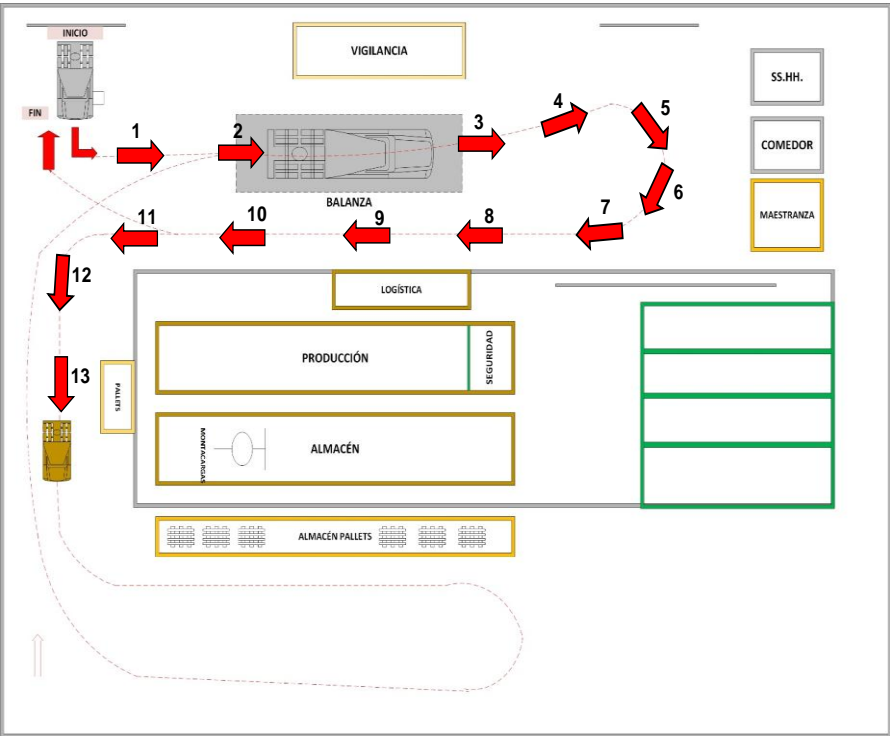 INICIO
VIGILANCIA
SS.HH.
FIN
1
2
3
4
5
COMEDOR
6
BALANZA
MAESTRANZA
7
8
9
10
11
12
LOGÍSTICA
13
PRODUCCIÓN
SEGURIDAD
PALLETS
MONTACARGAS
ALMACÉN
ALMACÉN PALLETS